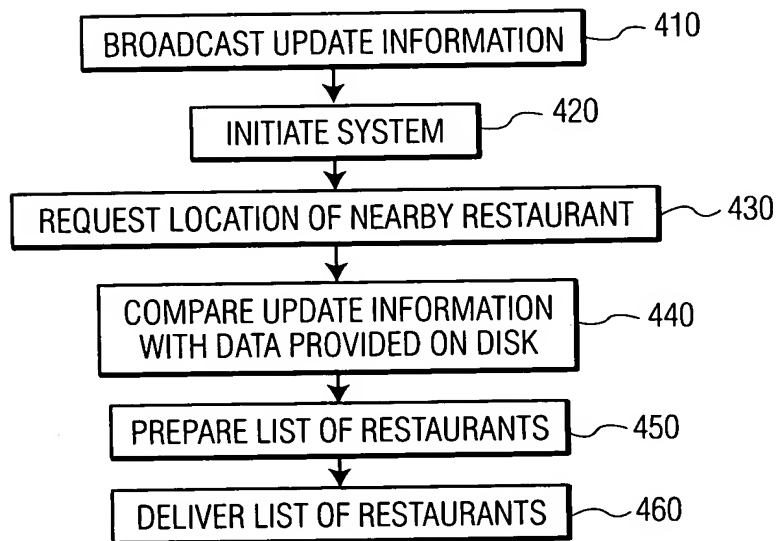 BROADCAST UPDATE INFORMATION 410
INITIATE SYSTEM 420
REQUEST LOCATION OF NEARBY RESTAURANT 430
COMPARE UPDATE INFORMATION
WITH DATA PROVIDED ON DISK 440
PREPARE LIST OF RESTAURANTS 450
DELIVER LIST OF RESTAURANTS 460